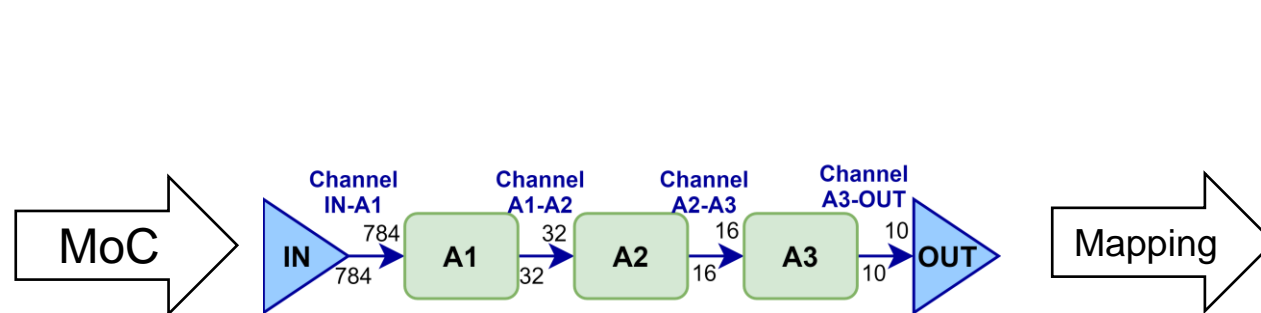 MoC
Channel
IN-A1
Channel
A1-A2
Channel
A2-A3
Channel
A3-OUT
IN
784
784
A1
32
32
A2
16
16
A3
10
10
OUT
Mapping